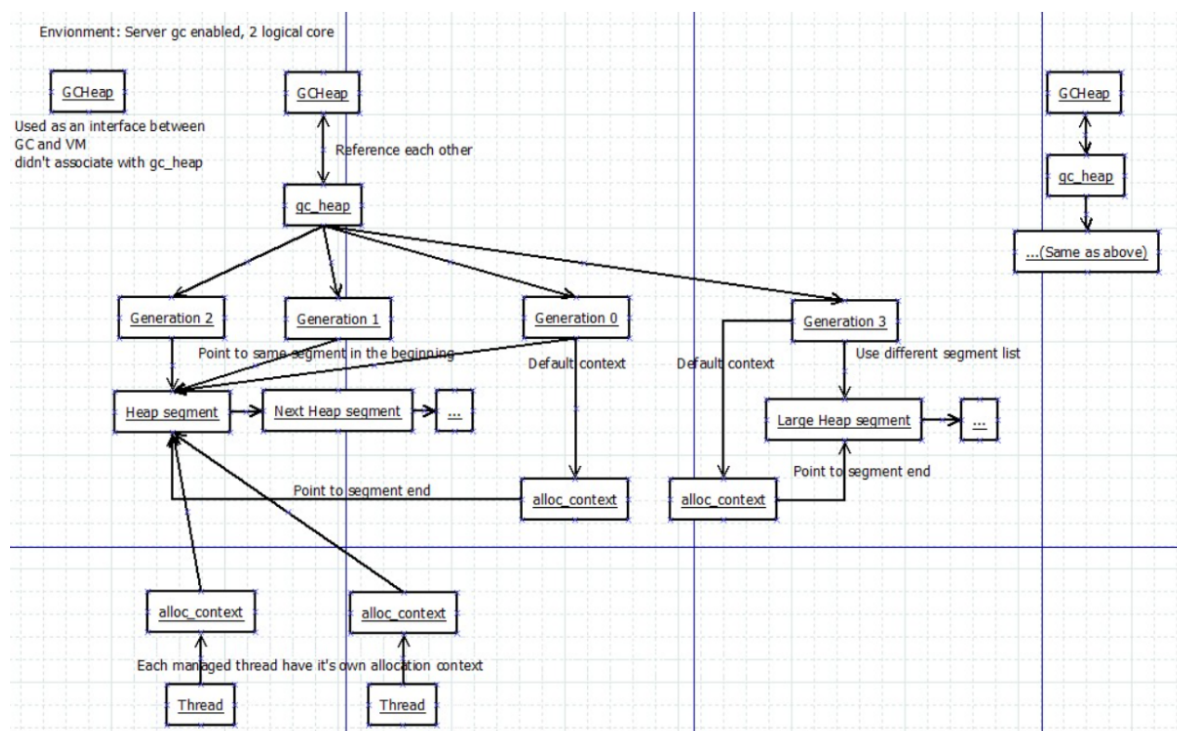 Envionment: Server gc enabled, 2 logical core
GCHeap
GCHeap
GCHeap
Used as an interface between
GC and VM
didn't associate with gc_heap
Reference each other
gc_heap
gc_heap
...(Same as above)
Generation 2
Generation 1
Generation 0
Generation 3
Point to same segment in the beginning
Default context
Default context
Use different segment list
Heap segment
Next Heap segment
...
Large Heap segment
...
Point to segment end
Point to segment end
alloc_context
alloc_context
alloc_context
alloc_context
Each managed thread have it's own allocation context
Thread
Thread